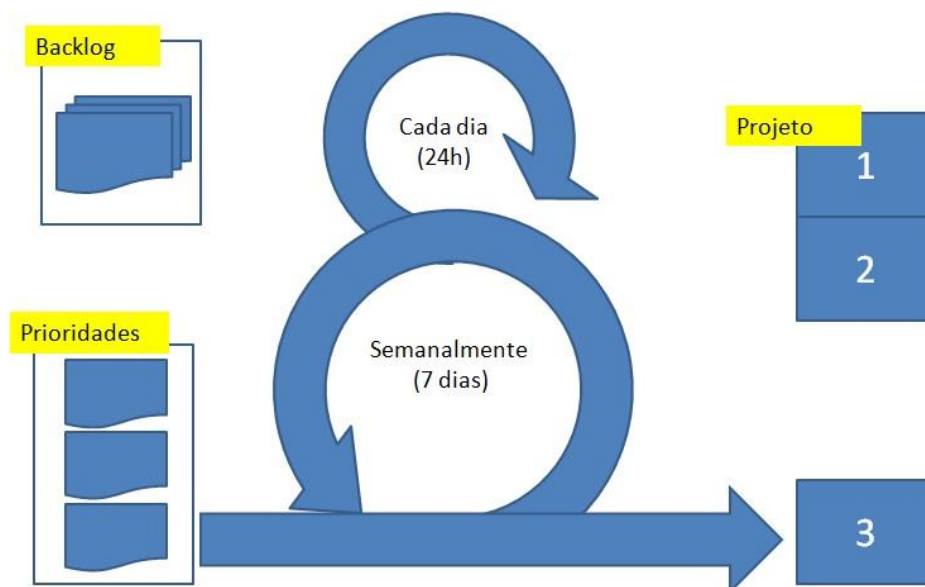 Backlog
Cada dia
(24h)
Projeto
1
2
Prioridades
Semanalmente
(7 dias)
3